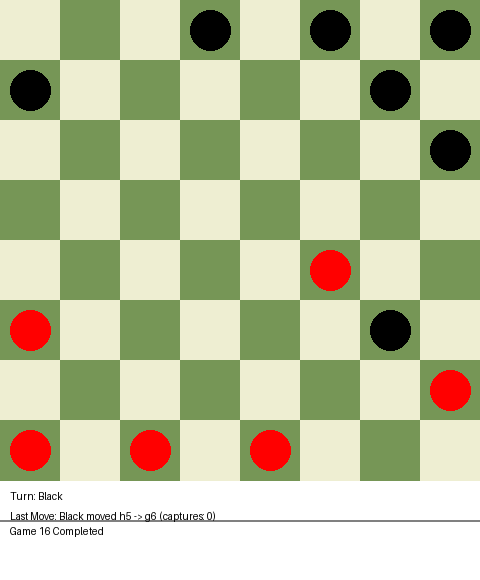 Turn: Black
Last Move: Black moved h5 -> g6 (captures: 0)
Game 16 Completed